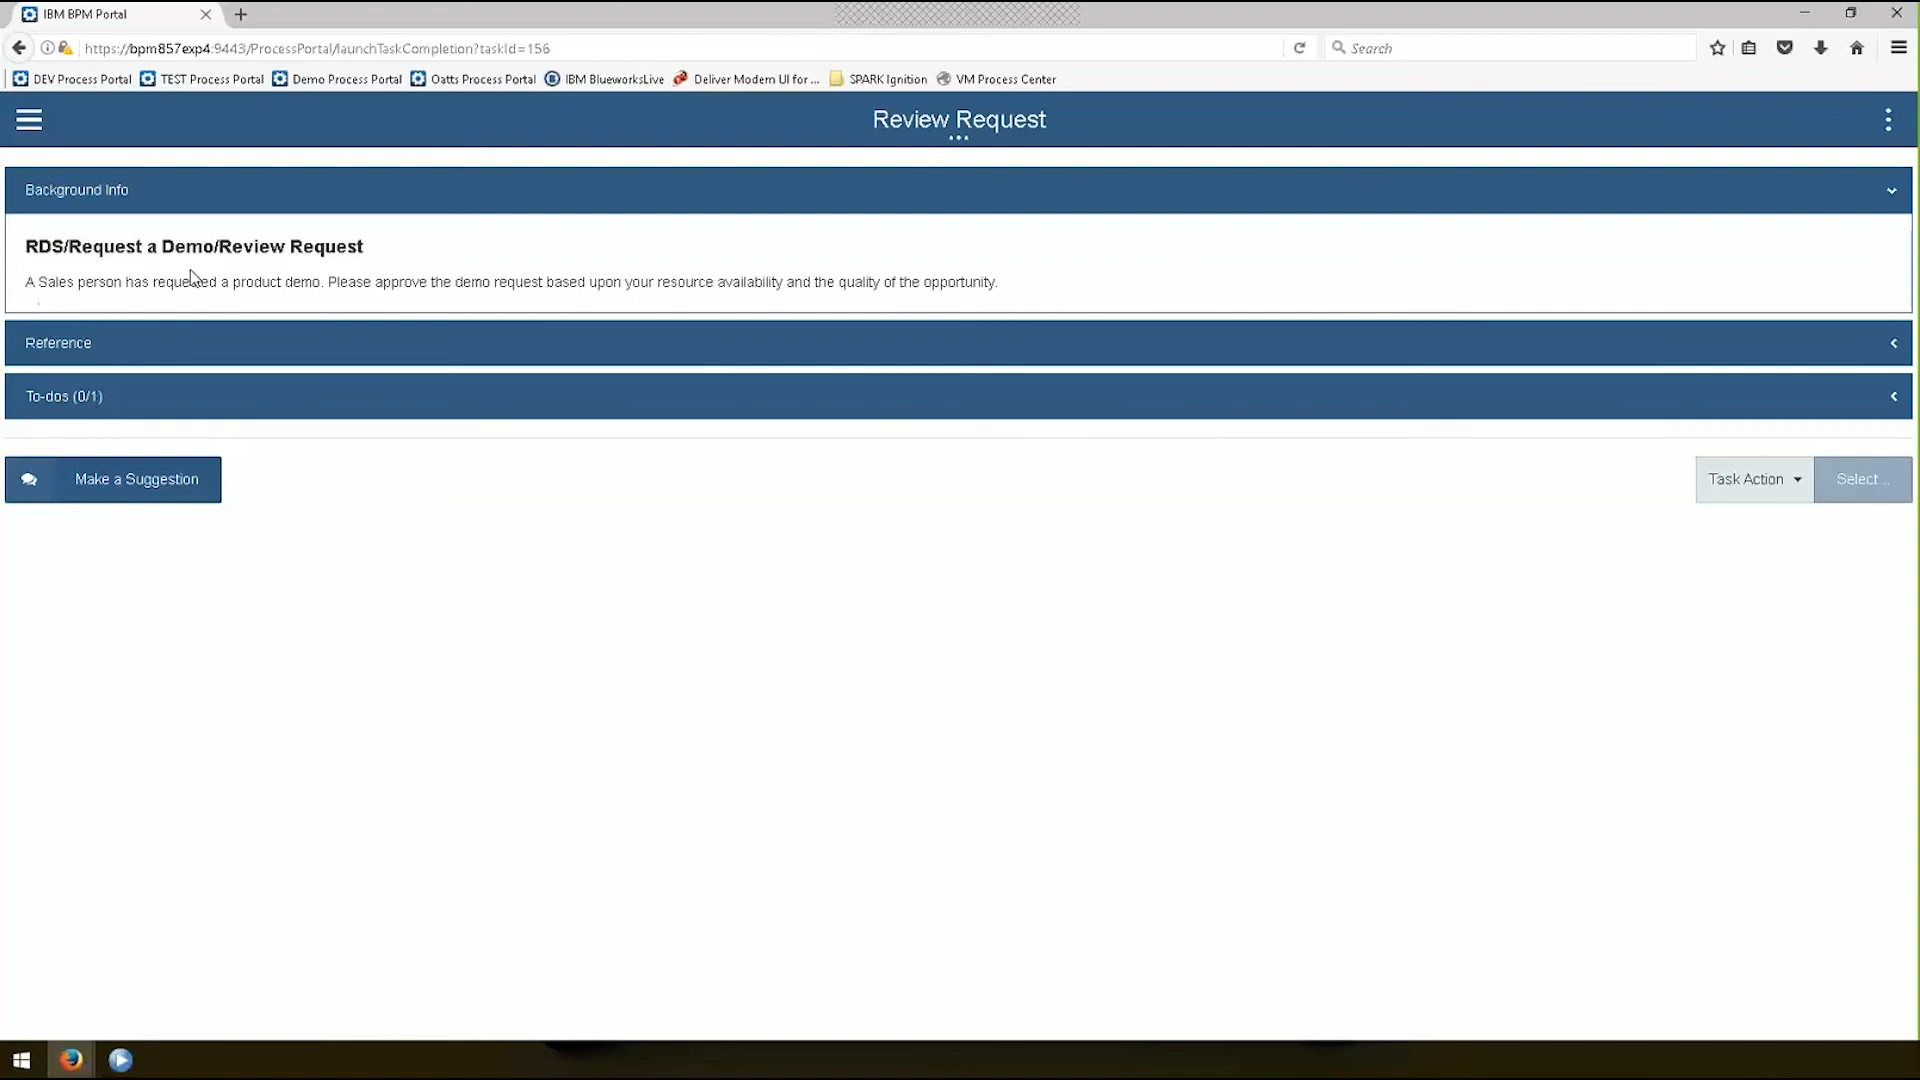 IBM BPM Portal
https://bpm857exp4:9443/ProcessPortal/launchTaskCompletion?taskId=156
Search
DEV Process Portal TEST Process Portal Demo Process Portal Oatts Process Portal IBM BlueworksLive Deliver Modern UI for ... SPARK Ignition VM Process Center
Review Request
Background Info
RDS/Request a Demo/Review Request
A Sales person has requested a product demo. Please approve the demo request based upon your resource availability and the quality of the opportunity.
Reference
To-dos (0/1)
Make a Suggestion
Task Action Select...